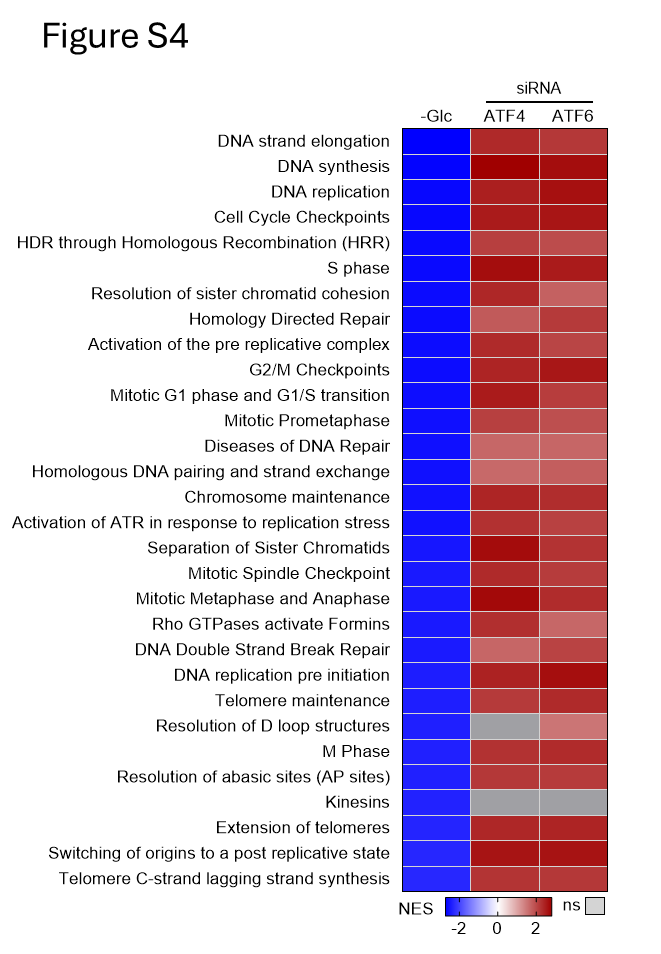 Figure S4
siRNA
-Glc ATF4 ATF6
DNA strand elongation
DNA synthesis
DNA replication
Cell Cycle Checkpoints
HDR through Homologous Recombination (HRR)
S phase
Resolution of sister chromatid cohesion
Homology Directed Repair
Activation of the pre replicative complex
G2/M Checkpoints
Mitotic G1 phase and G1/S transition
Mitotic Prometaphase
Diseases of DNA Repair
Homologous DNA pairing and strand exchange
Chromosome maintenance
Activation of ATR in response to replication stress
Separation of Sister Chromatids
Mitotic Spindle Checkpoint
Mitotic Metaphase and Anaphase
Rho GTPases activate Formins
DNA Double Strand Break Repair
DNA replication pre initiation
Telomere maintenance
Resolution of D loop structures
M Phase
Resolution of abasic sites (AP sites)
Kinesins
Extension of telomeres
Switching of origins to a post replicative state
Telomere C-strand lagging strand synthesis
NES ns
-2 0 2